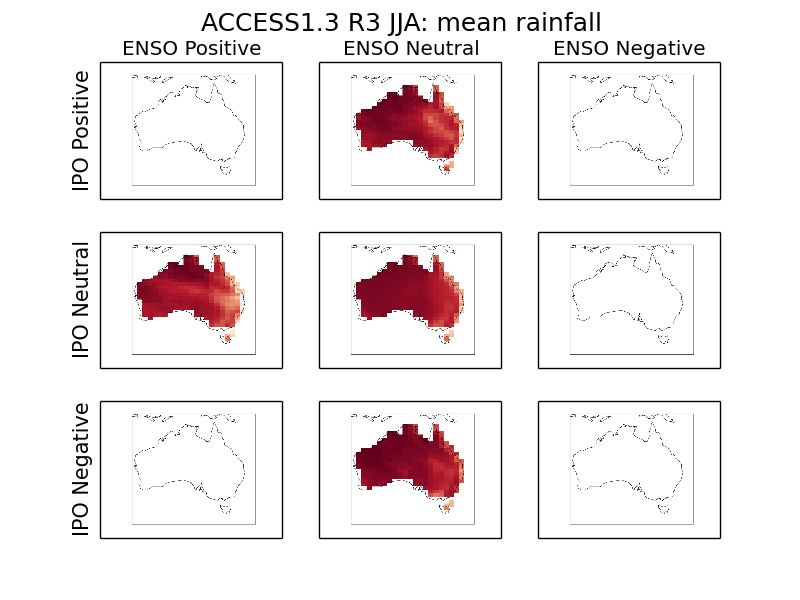 ACCESS1.3 R3 JJA: mean rainfall
ENSO Positive ENSO Neutral ENSO Negative
IPO Positive
IPO Neutral
IPO Negative